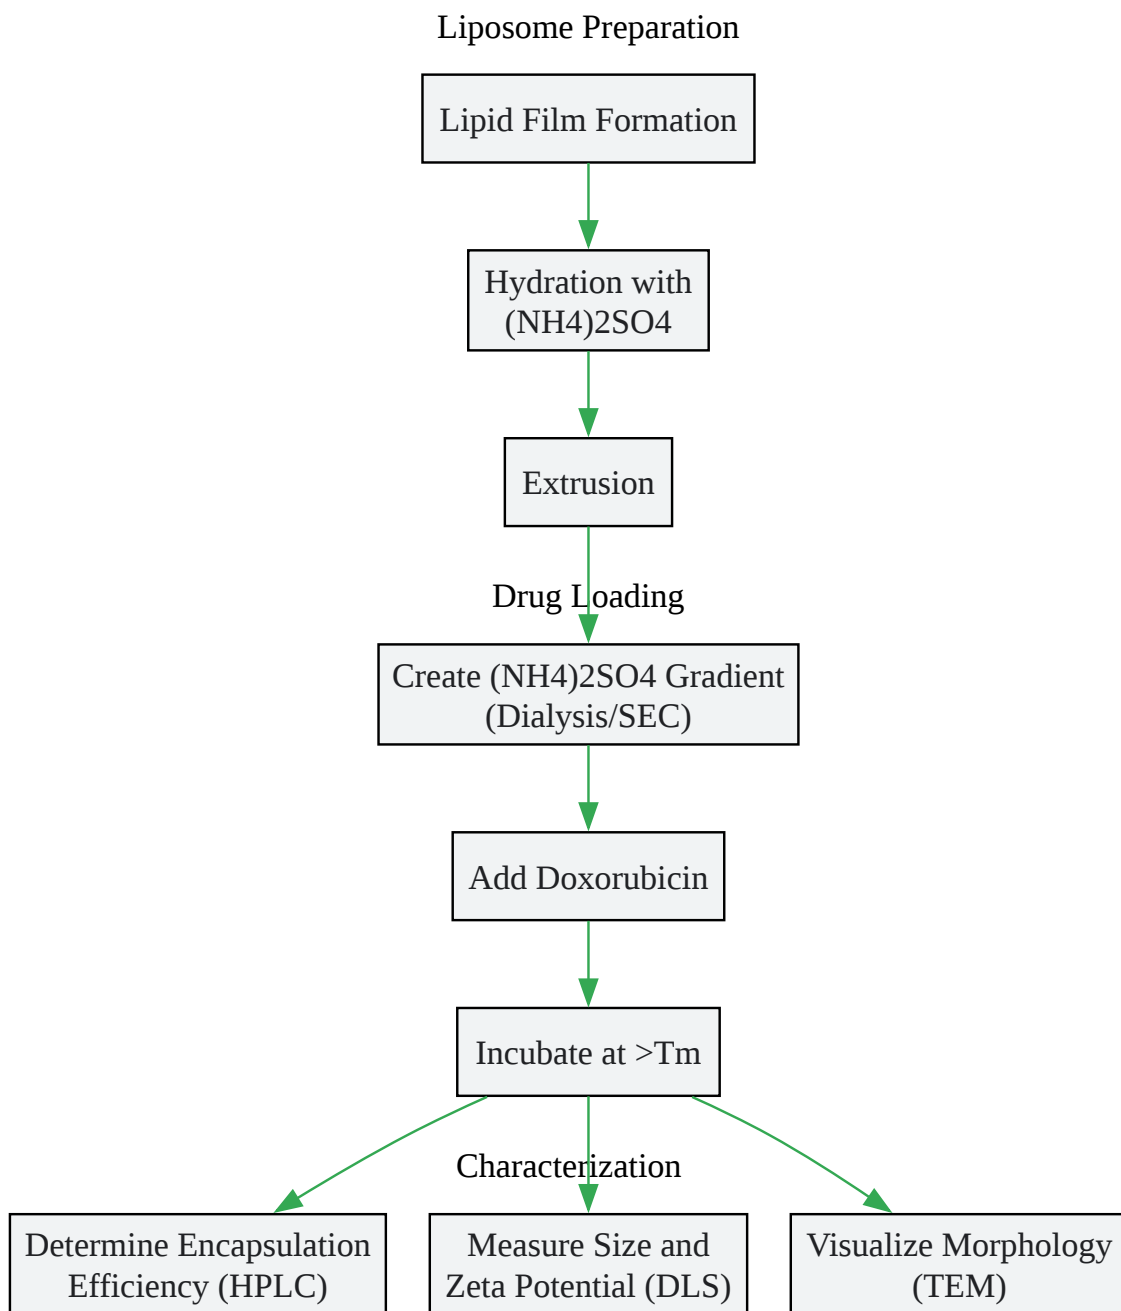 Liposome Preparation
Lipid Film Formation
Hydration with
(NH4)2SO4
Extrusion
Drug Loading
Create (NH4)2SO4 Gradient
(Dialysis/SEC)
Add Doxorubicin
Incubate at >Tm
Characterization
Determine Encapsulation
Efficiency (HPLC)
Measure Size and
Zeta Potential (DLS)
Visualize Morphology
(TEM)